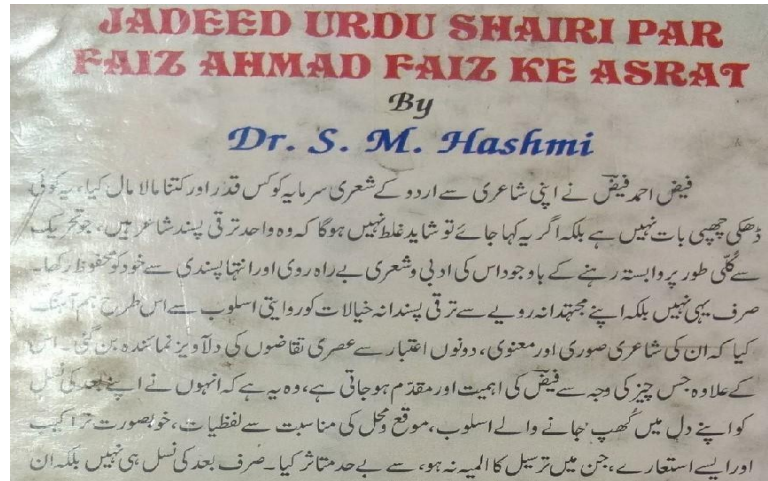 JADEED URDU SHAIRI PAR
FAIZ AHMAD FAIZ KE ASRAT
By
Dr. S. M. Hashmi
فیض احمد فیضؔ نے اپنی شاعری سے اردو کے شعری سرمایہ کو کس قدر اور کتنا مالا مال کیا، یہ کوئی
ڈھکی چھپی بات نہیں ہے بلکہ اگر یہ کہا جائے تو شاید غلط نہیں ہوگا کہ وہ واحد ترقی پسند شاعر ہیں، جو تحریک
سے کُلّی طور پر وابستہ رہنے کے باوجود اس کی ادبی و شعری بے راہ روی اور انتہا پسندی سے خود کو محفوظ رکھا۔
صرف یہی نہیں بلکہ اپنے مجتہدانہ رویے سے ترقی پسندانہ خیالات کو روایتی اسلوب سے اس طرح ہم آہنگ
کیا کہ ان کی شاعری صوری اور معنوی، دونوں اعتبار سے عصری تقاضوں کی دلآویز نمائندہ بن گئی۔ اس
کے علاوہ جس چیز کی وجہ سے فیضؔ کی اہمیت اور مقدّم ہوجاتی ہے، وہ یہ ہے کہ انہوں نے اپنے بعد کی نسل
کو اپنے دل میں کُھپ جانے والے اسلوب، موقع و محل کی مناسبت سے لفظیات، خوبصورت تراکیب
اور ایسے استعارے، جن میں ترسیل کا المیہ نہ ہو، سے بے حد متاثر کیا۔ صرف بعد کی نسل ہی نہیں بلکہ ان